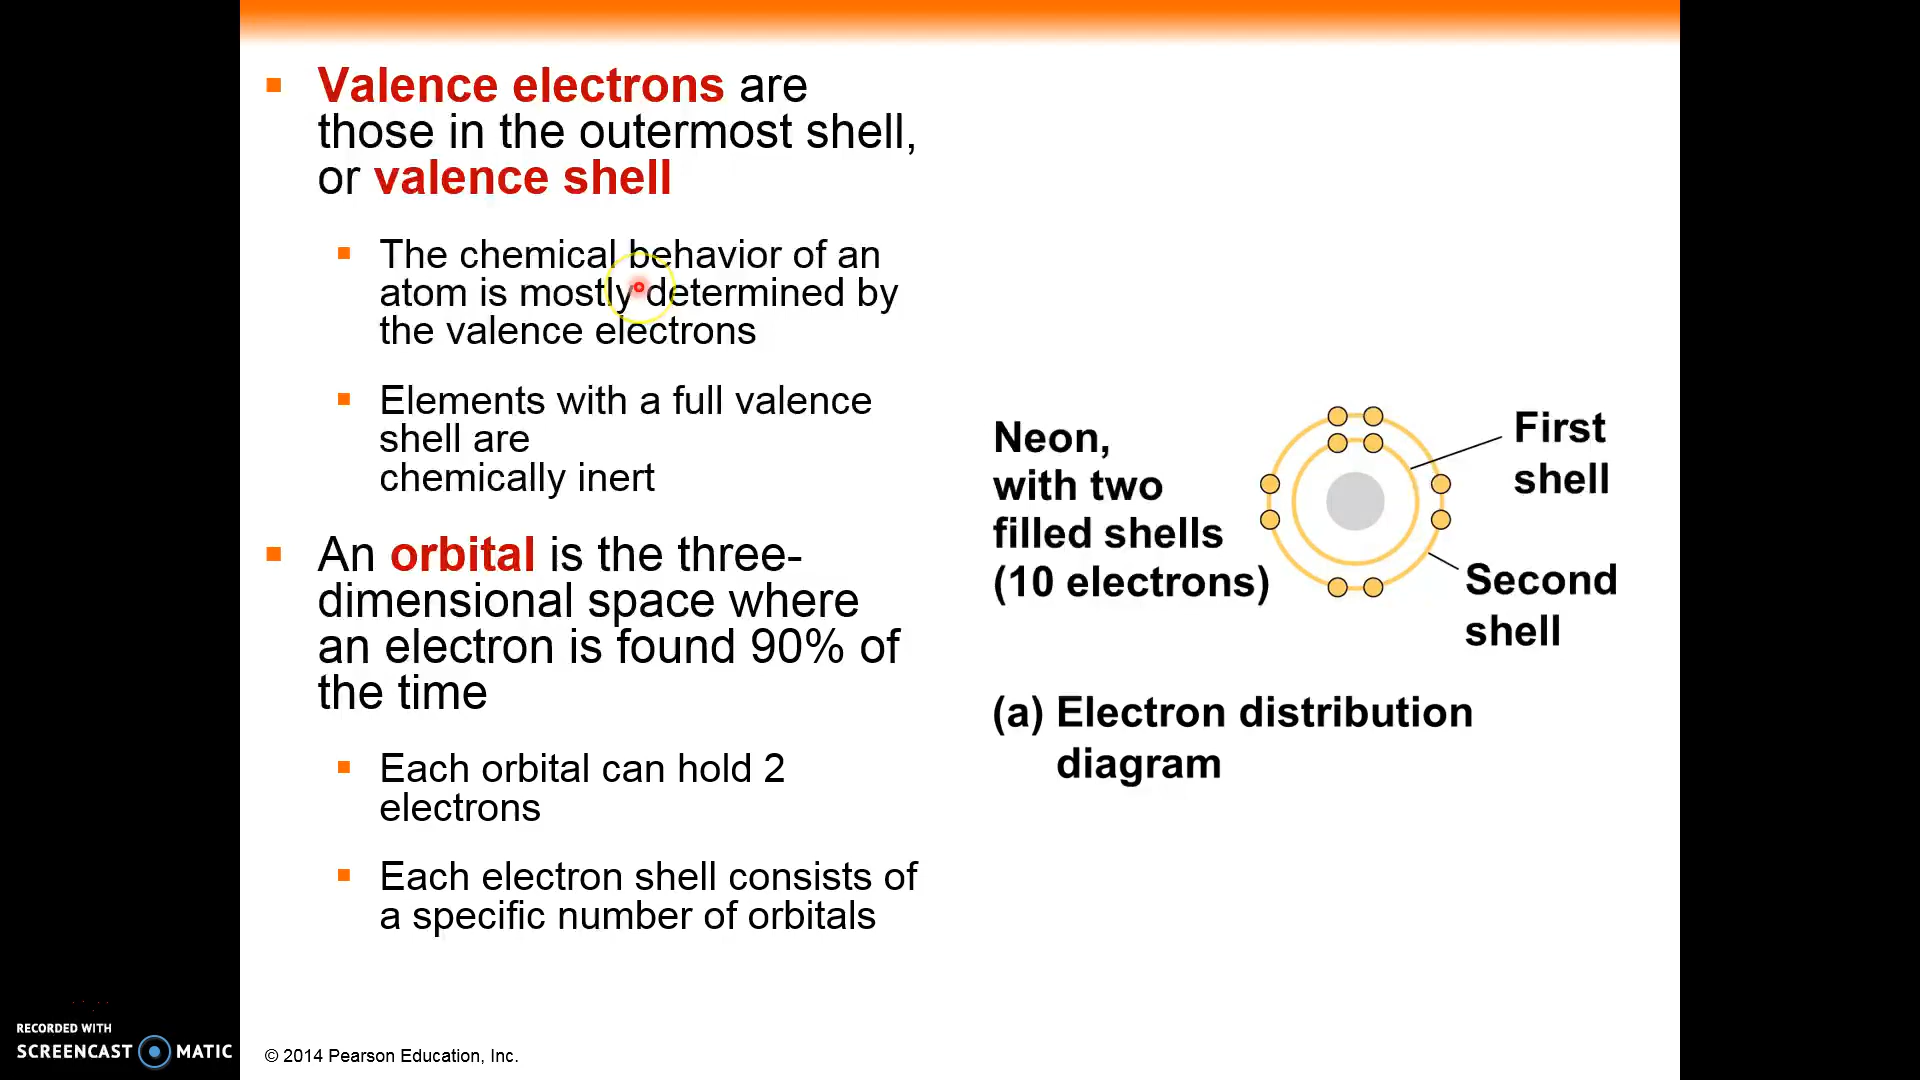 Valence electrons are
those in the outermost shell,
or valence shell
The chemical behavior of an
atom is mostly determined by
the valence electrons
Elements with a full valence
shell are
chemically inert
An orbital is the three-
dimensional space where
an electron is found 90% of
the time
Each orbital can hold 2
electrons
Each electron shell consists of
a specific number of orbitals
Neon,
with two
filled shells
(10 electrons)
First
shell
Second
shell
(a) Electron distribution
diagram
RECORDED WITH
SCREENCAST MATIC
© 2014 Pearson Education, Inc.